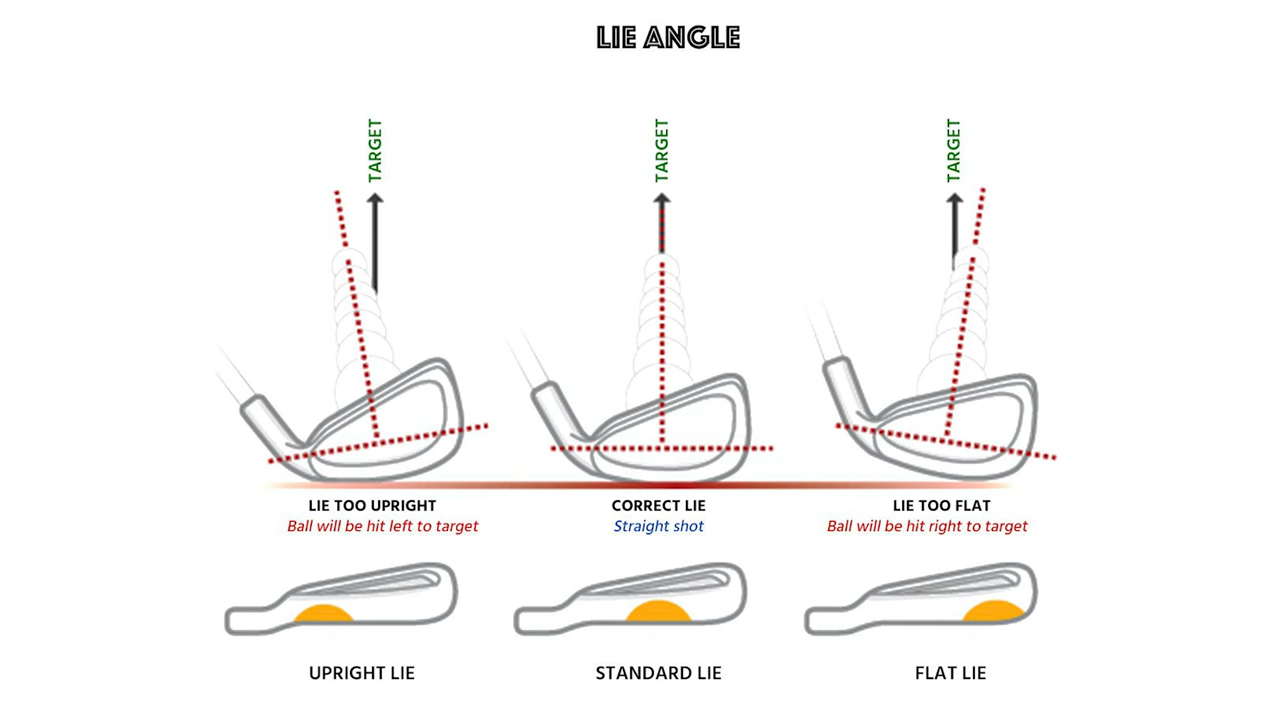 LIE ANGLE
TARGET
TARGET
TARGET
LIE TOO UPRIGHT
Ball will be hit left to target
CORRECT LIE
Straight shot
LIE TOO FLAT
Ball will be hit right to target
UPRIGHT LIE
STANDARD LIE
FLAT LIE